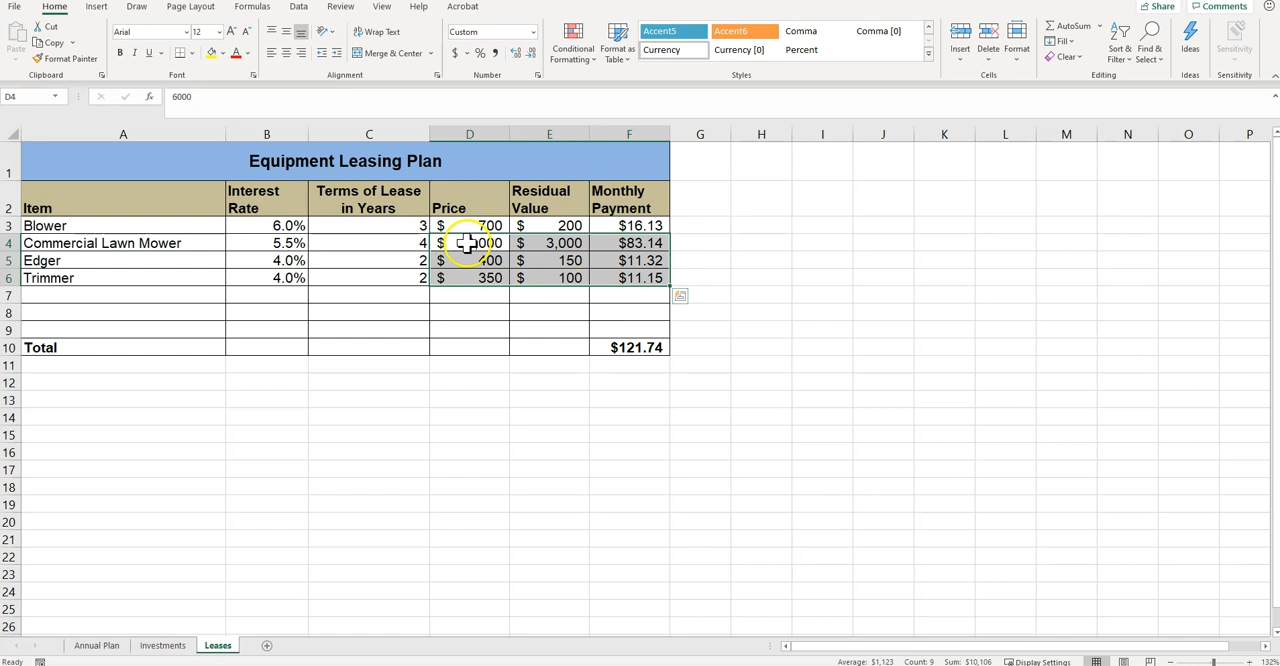 File Home Insert Draw Page Layout Formulas Data Review View Help Acrobat Share Comments
Cut
Copy
Paste
Format Painter
Clipboard
Arial 12
Font
Wrap Text
Merge & Center
Alignment
Custom
$ % ,
Number
Conditional Formatting
Format as Table
Accent5 Accent6 Comma Comma [0]
Currency Currency [0] Percent
Styles
Insert Delete Format
Cells
AutoSum
Fill
Clear
Sort & Filter
Find & Select
Editing
Ideas
Ideas
Sensitivity
Sensitivity
D4 fx 6000
A B C D E F G H I J K L M N O P
1 Equipment Leasing Plan
2 Item Interest Rate Terms of Lease in Years Price Residual Value Monthly Payment
3 Blower 6.0% 3 $ 700 $ 200 $16.13
4 Commercial Lawn Mower 5.5% 4 $ 000 $ 3,000 $83.14
5 Edger 4.0% 2 $ 400 $ 150 $11.32
6 Trimmer 4.0% 2 $ 350 $ 100 $11.15
7
8
9
10 Total $121.74
11
12
13
14
15
16
17
18
19
20
21
22
23
24
25
26
Annual Plan Investments Leases
Ready Average: $1,123 Count: 9 Sum: $10,106 Display Settings 132%